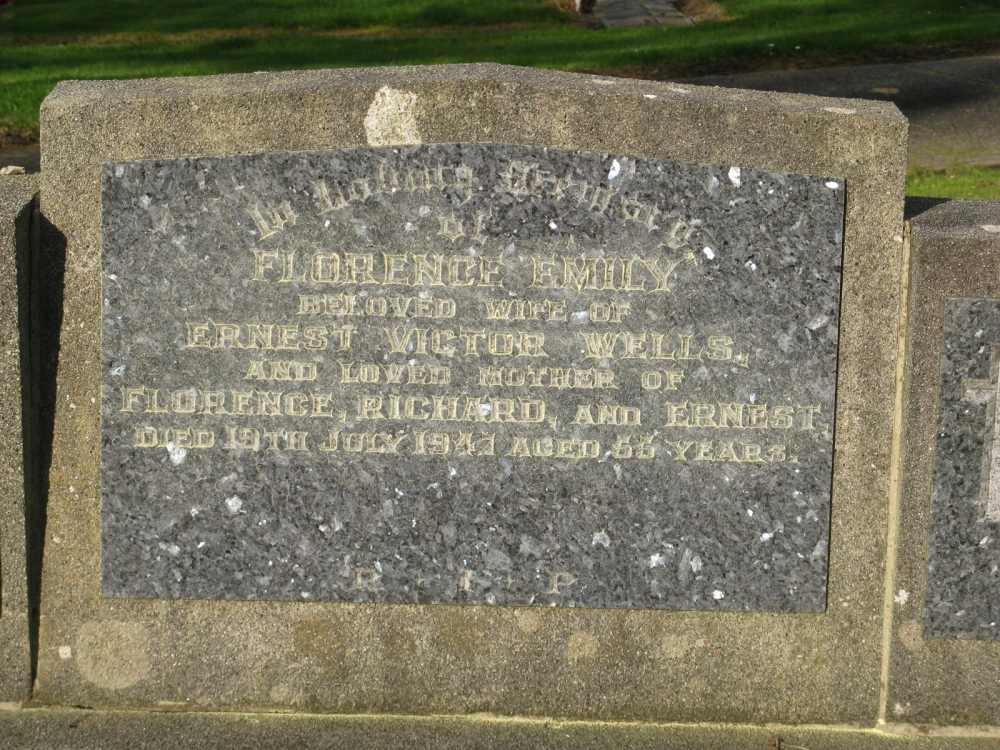 In Loving Memory
of
FLORENCE EMILY
BELOVED WIFE OF
ERNEST VICTOR WELLS,
AND LOVED MOTHER OF
FLORENCE, RICHARD, AND ERNEST
DIED 19TH JULY 1947 AGED 55 YEARS.
R + I + P